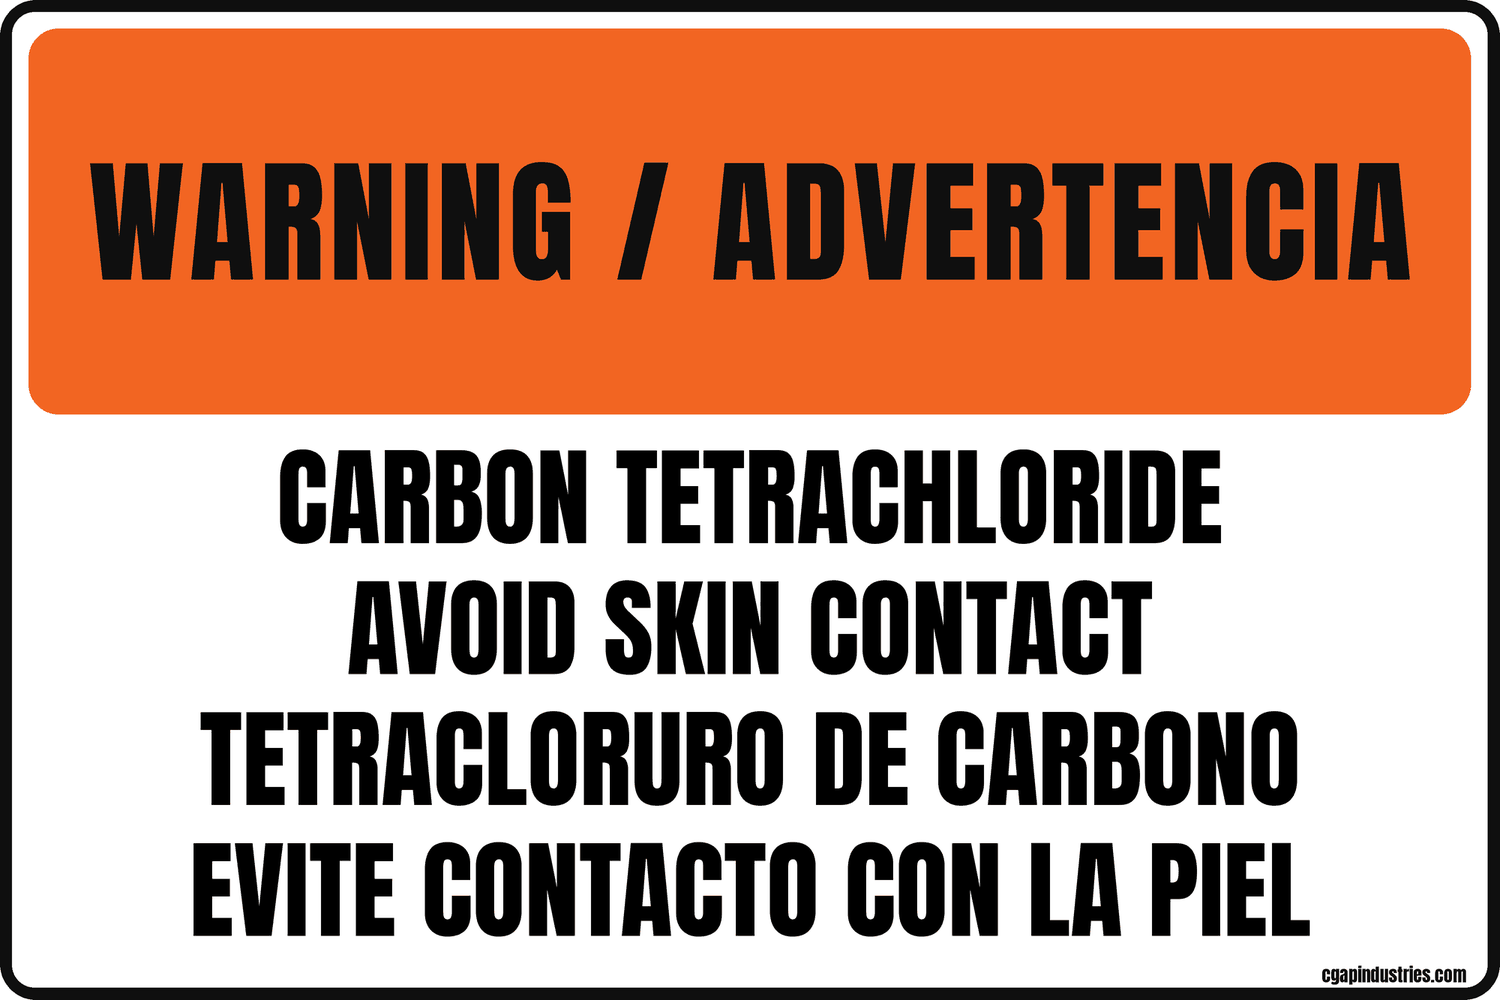 WARNING / ADVERTENCIA
CARBON TETRACHLORIDE
AVOID SKIN CONTACT
TETRACLORURO DE CARBONO
EVITE CONTACTO CON LA PIEL
cgapindustries.com